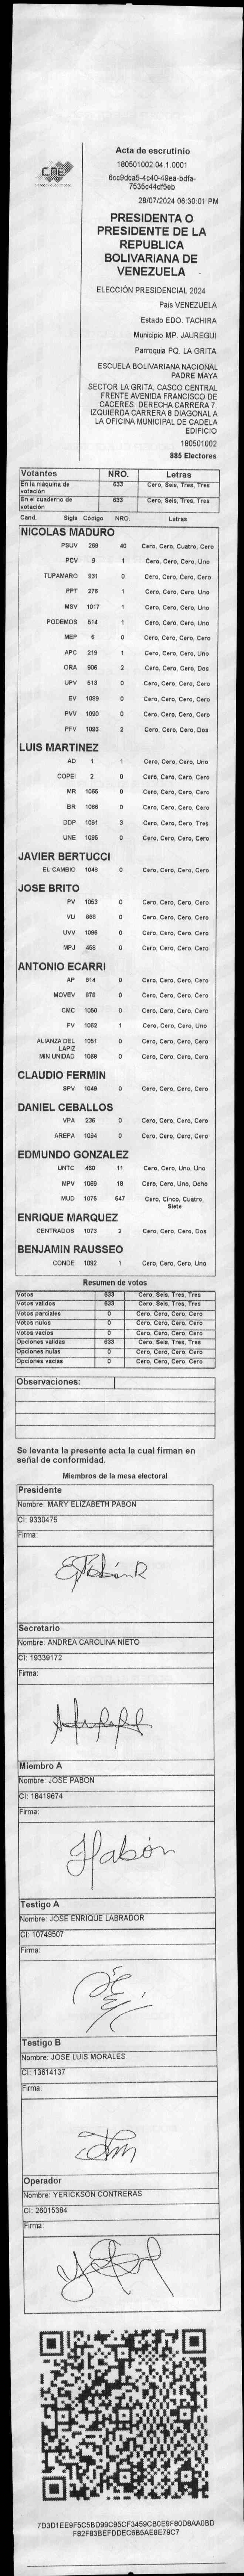 CNE
Acta de escrutinio
180501002.04.1.0001
6cc9dca5-4c40-49ea-bdfa-
7535c44df5eb
28/07/2024 06:30:01 PM
PRESIDENTA O
PRESIDENTE DE LA
REPUBLICA
BOLIVARIANA DE
VENEZUELA
ELECCIÓN PRESIDENCIAL 2024
Pais VENEZUELA
Estado EDO. TACHIRA
Municipio MP. JAUREGUI
Parroquia PQ. LA GRITA
ESCUELA BOLIVARIANA NACIONAL
PADRE MAYA
SECTOR LA GRITA, CASCO CENTRAL
FRENTE AVENIDA FRANCISCO DE
CACERES. DERECHA CARRERA 7.
IZQUIERDA CARRERA 8 DIAGONAL A
LA OFICINA MUNICIPAL DE CADELA
EDIFICIO
180501002
885 Electores
Votantes NRO. Letras
En la máquina de votación 633 Cero, Seis, Tres, Tres
En el cuaderno de votación 633 Cero, Seis, Tres, Tres
Cand. Sigla Código NRO. Letras
NICOLAS MADURO
PSUV 269 40 Cero, Cero, Cuatro, Cero
PCV 9 1 Cero, Cero, Cero, Uno
TUPAMARO 931 0 Cero, Cero, Cero, Cero
PPT 276 1 Cero, Cero, Cero, Uno
MSV 1017 1 Cero, Cero, Cero, Uno
PODEMOS 514 1 Cero, Cero, Cero, Uno
MEP 6 0 Cero, Cero, Cero, Cero
APC 219 1 Cero, Cero, Cero, Uno
ORA 906 2 Cero, Cero, Cero, Dos
UPV 613 0 Cero, Cero, Cero, Cero
EV 1089 0 Cero, Cero, Cero, Cero
PVV 1090 0 Cero, Cero, Cero, Cero
PFV 1093 2 Cero, Cero, Cero, Dos
LUIS MARTINEZ
AD 1 1 Cero, Cero, Cero, Uno
COPEI 2 0 Cero, Cero, Cero, Cero
MR 1065 0 Cero, Cero, Cero, Cero
BR 1066 0 Cero, Cero, Cero, Cero
DDP 1091 3 Cero, Cero, Cero, Tres
UNE 1095 0 Cero, Cero, Cero, Cero
JAVIER BERTUCCI
EL CAMBIO 1048 0 Cero, Cero, Cero, Cero
JOSE BRITO
PV 1053 0 Cero, Cero, Cero, Cero
VU 868 0 Cero, Cero, Cero, Cero
UVV 1096 0 Cero, Cero, Cero, Cero
MPJ 458 0 Cero, Cero, Cero, Cero
ANTONIO ECARRI
AP 814 0 Cero, Cero, Cero, Cero
MOVEV 878 0 Cero, Cero, Cero, Cero
CMC 1050 0 Cero, Cero, Cero, Cero
FV 1062 1 Cero, Cero, Cero, Uno
ALIANZA DEL LAPIZ 1051 0 Cero, Cero, Cero, Cero
MIN UNIDAD 1068 0 Cero, Cero, Cero, Cero
CLAUDIO FERMIN
SPV 1049 0 Cero, Cero, Cero, Cero
DANIEL CEBALLOS
VPA 236 0 Cero, Cero, Cero, Cero
AREPA 1094 0 Cero, Cero, Cero, Cero
EDMUNDO GONZALEZ
UNTC 460 11 Cero, Cero, Uno, Uno
MPV 1069 18 Cero, Cero, Uno, Ocho
MUD 1076 547 Cero, Cinco, Cuatro,
Siete
ENRIQUE MARQUEZ
CENTRADOS 1073 2 Cero, Cero, Cero, Dos
BENJAMIN RAUSSEO
CONDE 1092 1 Cero, Cero, Cero, Uno
Resumen de votos
Votos 633 Cero, Seis, Tres, Tres
Votos validos 633 Cero, Seis, Tres, Tres
Votos parciales 0 Cero, Cero, Cero, Cero
Votos nulos 0 Cero, Cero, Cero, Cero
Votos vacios 0 Cero, Cero, Cero, Cero
Opciones validas 633 Cero, Seis, Tres, Tres
Opciones nulas 0 Cero, Cero, Cero, Cero
Opciones vacias 0 Cero, Cero, Cero, Cero
Observaciones:
Se levanta la presente acta la cual firman en
señal de conformidad.
Miembros de la mesa electoral
Presidente
Nombre: MARY ELIZABETH PABON
CI: 9330475
Firma:
Secretario
Nombre: ANDREA CAROLINA NIETO
CI: 19339172
Firma:
Miembro A
Nombre: JOSE PABON
CI: 18419674
Firma:
Testigo A
Nombre: JOSE ENRIQUE LABRADOR
CI: 10749507
Firma:
Testigo B
Nombre: JOSE LUIS MORALES
CI: 13614137
Firma:
Operador
Nombre: YERICKSON CONTRERAS
CI: 26015384
Firma:
7D3D1EE9F5C5BD99C95CF3459CB0E9F80D8AA0BD
F82F83BEFDDEC6B5AE8E79C7